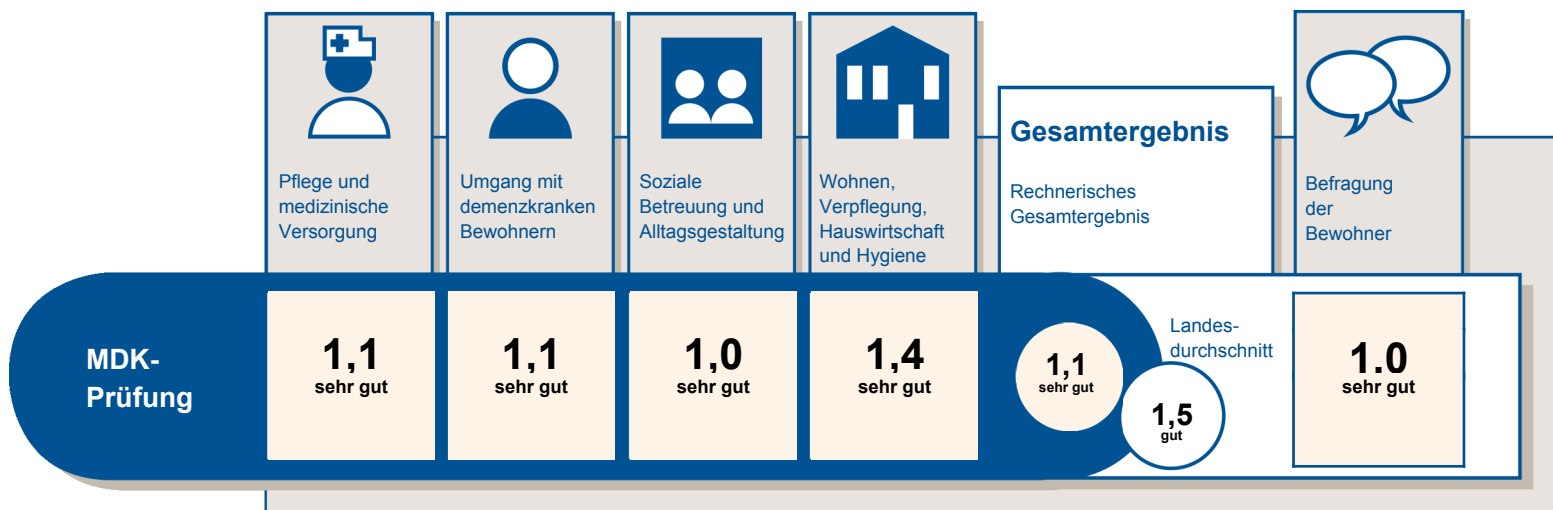 Pflege und
medizinische
Versorgung
Umgang mit
demenzkranken
Bewohnern
Soziale
Betreuung und
Alltagsgestaltung
Wohnen,
Verpflegung,
Hauswirtschaft
und Hygiene
Gesamtergebnis
Rechnerisches
Gesamtergebnis
Befragung
der
Bewohner
MDK-
Prüfung
1,1
sehr gut
1,1
sehr gut
1,0
sehr gut
1,4
sehr gut
1,1
sehr gut
Landes-
durchschnitt
1,5
gut
1.0
sehr gut